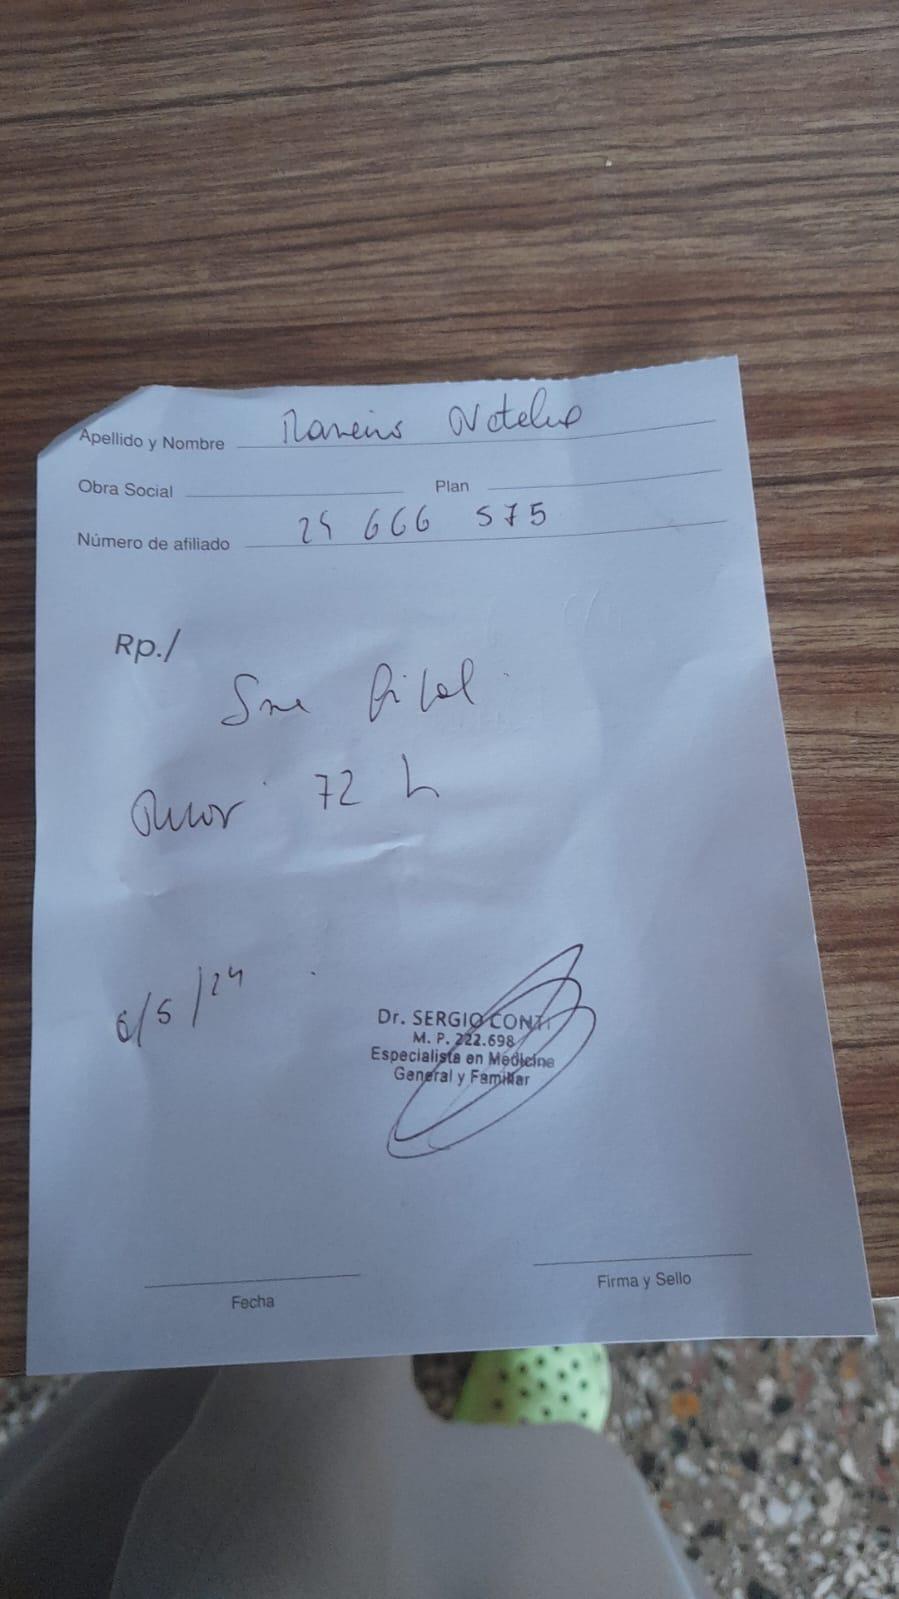 Apellido y Nombre
Obra Social Plan
Número de afiliado 24 666 575
Rp./
72 h
6/5/24
Dr. SERGIO CONTI
M. P. 222.698
Especialista en Medicina
General y Familiar
Fecha
Firma y Sello